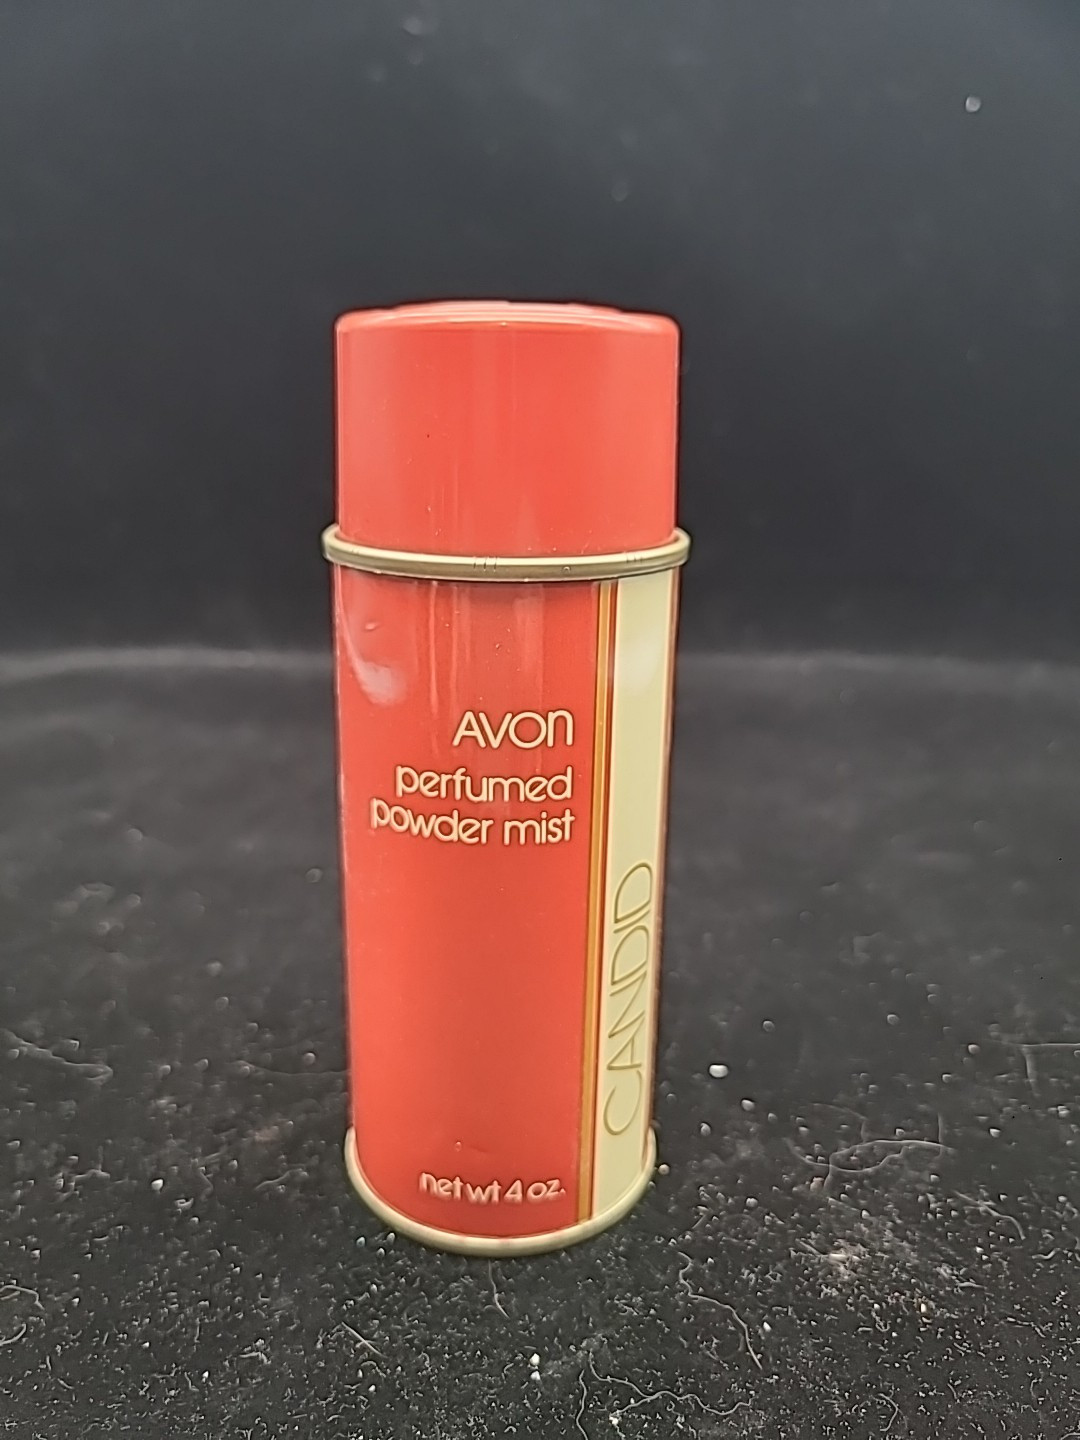 AVON
perfumed
powder mist
CANDID
net wt 4 oz.